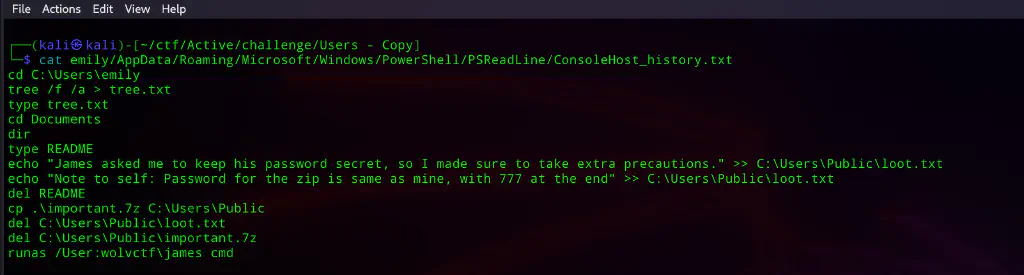 File Actions Edit View Help
┌──(kali㉿kali)-[~/ctf/Active/challenge/Users - Copy]
└─$ cat emily/AppData/Roaming/Microsoft/Windows/PowerShell/PSReadLine/ConsoleHost_history.txt
cd C:\Users\emily
tree /f /a > tree.txt
type tree.txt
cd Documents
dir
type README
echo "James asked me to keep his password secret, so I made sure to take extra precautions." >> C:\Users\Public\loot.txt
echo "Note to self: Password for the zip is same as mine, with 777 at the end" >> C:\Users\Public\loot.txt
del README
cp .\important.7z C:\Users\Public
del C:\Users\Public\loot.txt
del C:\Users\Public\important.7z
runas /User:wolvctf\james cmd